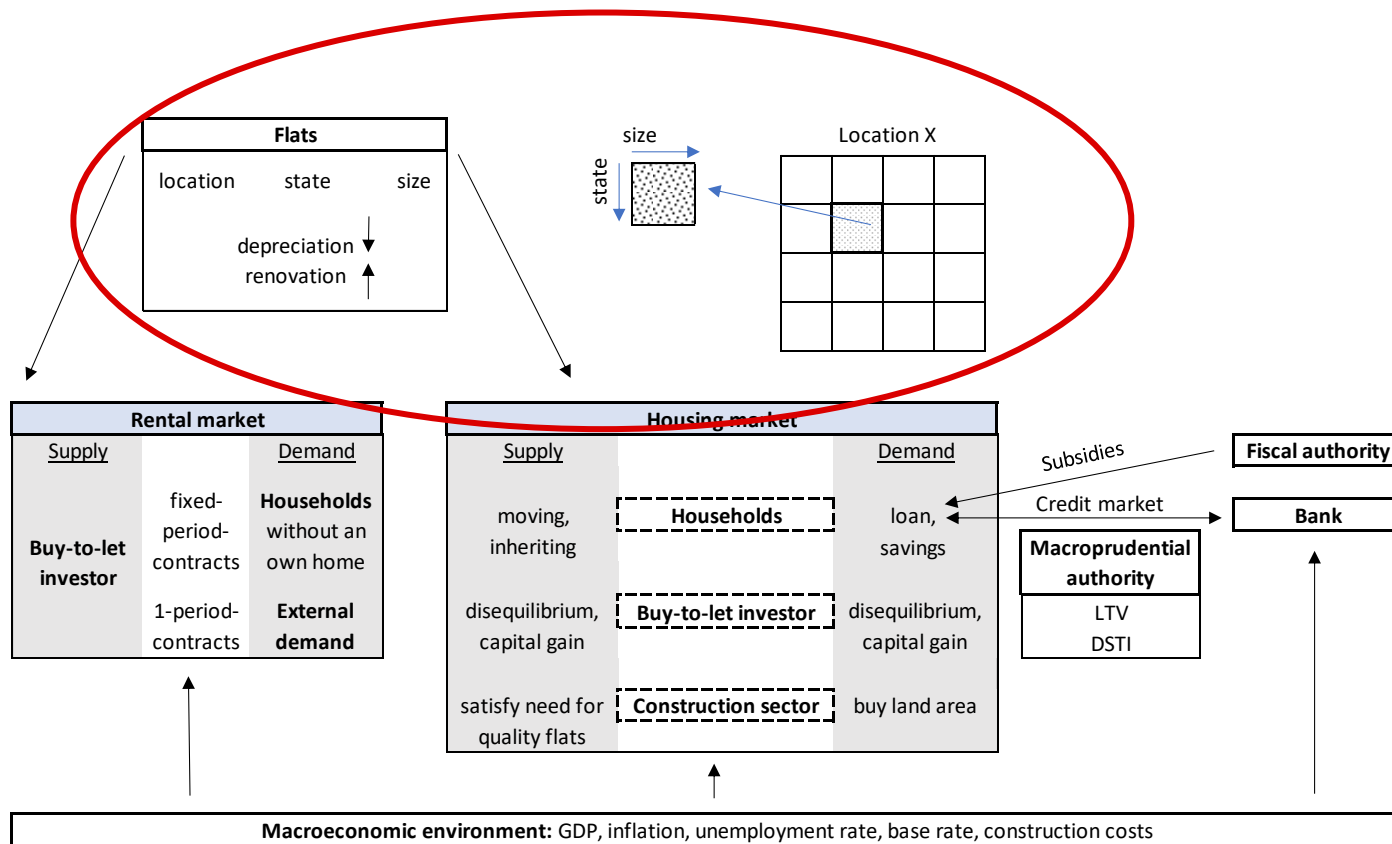 Flats
location state size
depreciation
renovation
size
state
Location X
Rental market
Supply
Demand
Buy-to-let
investor
fixed-
period-
contracts
1-period-
contracts
Households
without an
own home
External
demand
Housing market
Supply
Demand
moving,
inheriting
Households
loan,
savings
disequilibrium,
capital gain
Buy-to-let investor
disequilibrium,
capital gain
satisfy need for
quality flats
Construction sector
buy land area
Subsidies
Fiscal authority
Credit market
Bank
Macroprudential
authority
LTV
DSTI
Macroeconomic environment: GDP, inflation, unemployment rate, base rate, construction costs